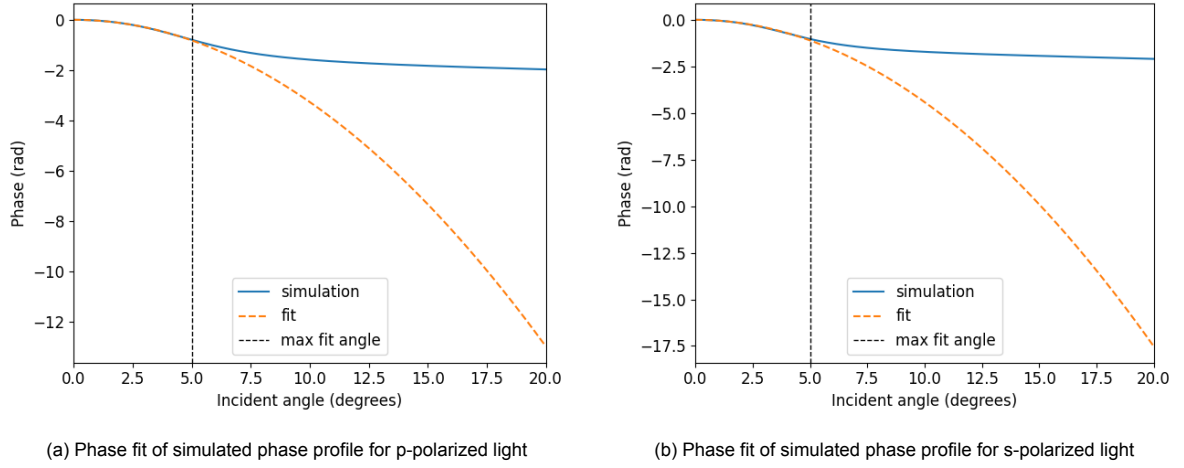 0
−2
−4
−6
−8
−10
−12
Phase (rad)
simulation
fit
max fit angle
0.0 2.5 5.0 7.5 10.0 12.5 15.0 17.5 20.0
Incident angle (degrees)
(a) Phase fit of simulated phase profile for p-polarized light
0.0
−2.5
−5.0
−7.5
−10.0
−12.5
−15.0
−17.5
Phase (rad)
simulation
fit
max fit angle
0.0 2.5 5.0 7.5 10.0 12.5 15.0 17.5 20.0
Incident angle (degrees)
(b) Phase fit of simulated phase profile for s-polarized light